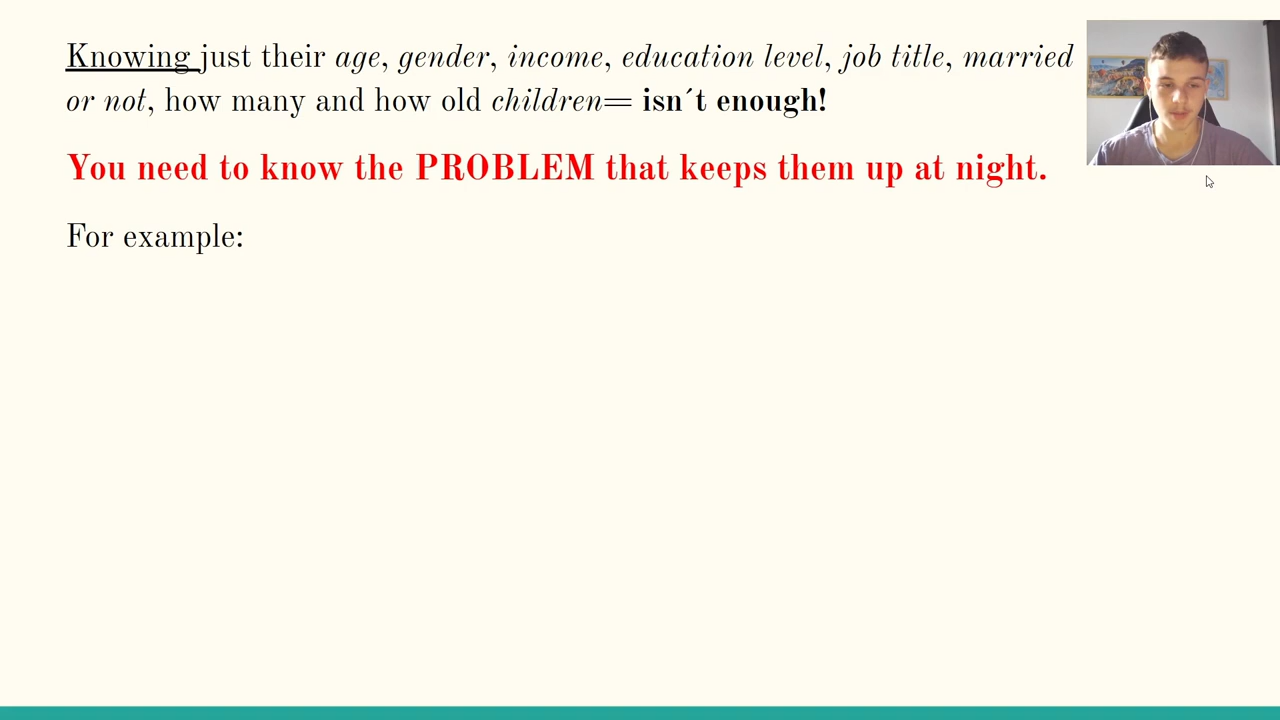 Knowing just their age, gender, income, education level, job title, married
or not, how many and how old children= isn´t enough!
You need to know the PROBLEM that keeps them up at night.
For example: